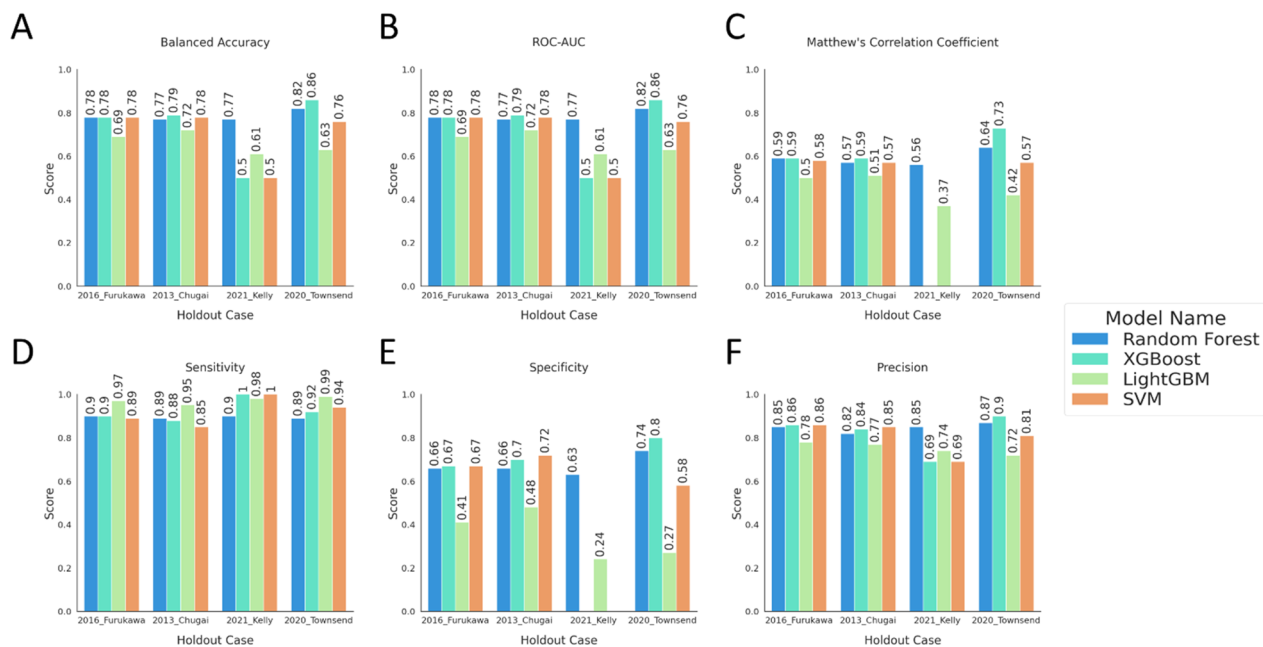 A
Balanced Accuracy
1.0
0.8
0.6
0.4
0.2
0.0
Score
0.78 0.78 0.69 0.78
0.77 0.79 0.72 0.78
0.77 0.5 0.61 0.5
0.82 0.86 0.63 0.76
2016_Furukawa 2013_Chugai 2021_Kelly 2020_Townsend
Holdout Case
B
ROC-AUC
1.0
0.8
0.6
0.4
0.2
0.0
Score
0.78 0.78 0.69 0.78
0.77 0.79 0.72 0.78
0.77 0.5 0.61 0.5
0.82 0.86 0.63 0.76
2016_Furukawa 2013_Chugai 2021_Kelly 2020_Townsend
Holdout Case
C
Matthew's Correlation Coefficient
1.0
0.8
0.6
0.4
0.2
0.0
Score
0.59 0.59 0.5 0.58
0.57 0.59 0.51 0.57
0.56 0.37
0.64 0.73 0.42 0.57
2016_Furukawa 2013_Chugai 2021_Kelly 2020_Townsend
Holdout Case
Model Name
Random Forest
XGBoost
LightGBM
SVM
D
Sensitivity
1.0
0.8
0.6
0.4
0.2
0.0
Score
0.9 0.9 0.97 0.89
0.89 0.88 0.95 0.85
0.9 1 0.98 1
0.89 0.92 0.99 0.94
2016_Furukawa 2013_Chugai 2021_Kelly 2020_Townsend
Holdout Case
E
Specificity
1.0
0.8
0.6
0.4
0.2
0.0
Score
0.66 0.67 0.41 0.67
0.66 0.7 0.48 0.72
0.63 0.24
0.74 0.8 0.27 0.58
2016_Furukawa 2013_Chugai 2021_Kelly 2020_Townsend
Holdout Case
F
Precision
1.0
0.8
0.6
0.4
0.2
0.0
Score
0.85 0.86 0.78 0.86
0.82 0.84 0.77 0.85
0.85 0.69 0.74 0.69
0.87 0.9 0.72 0.81
2016_Furukawa 2013_Chugai 2021_Kelly 2020_Townsend
Holdout Case